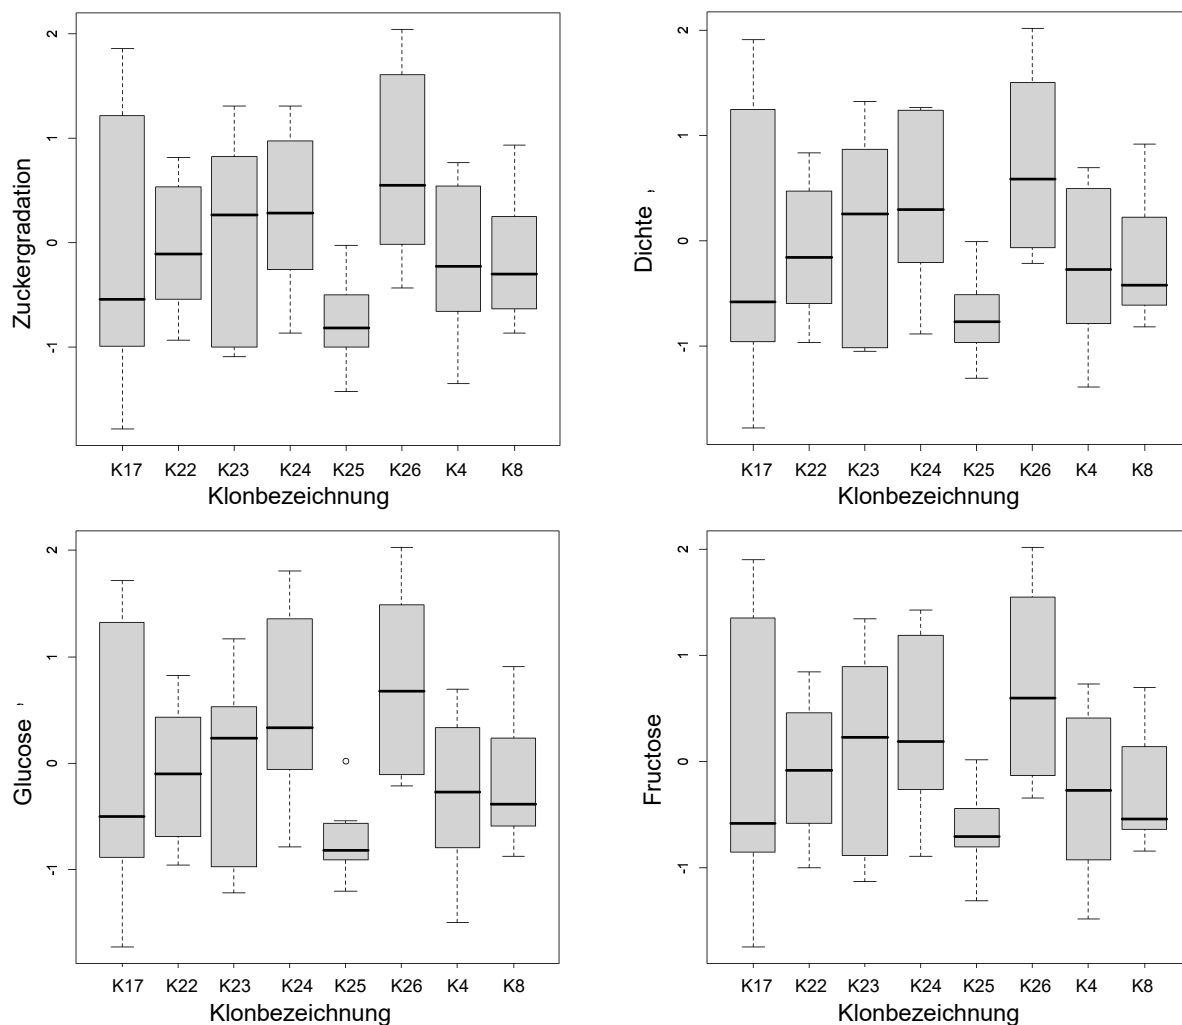 Zuckergradation
2
1
0
-1
K17 K22 K23 K24 K25 K26 K4 K8
Klonbezeichnung
Dichte
2
1
0
-1
K17 K22 K23 K24 K25 K26 K4 K8
Klonbezeichnung
Glucose
2
1
0
-1
K17 K22 K23 K24 K25 K26 K4 K8
Klonbezeichnung
Fructose
2
1
0
-1
K17 K22 K23 K24 K25 K26 K4 K8
Klonbezeichnung